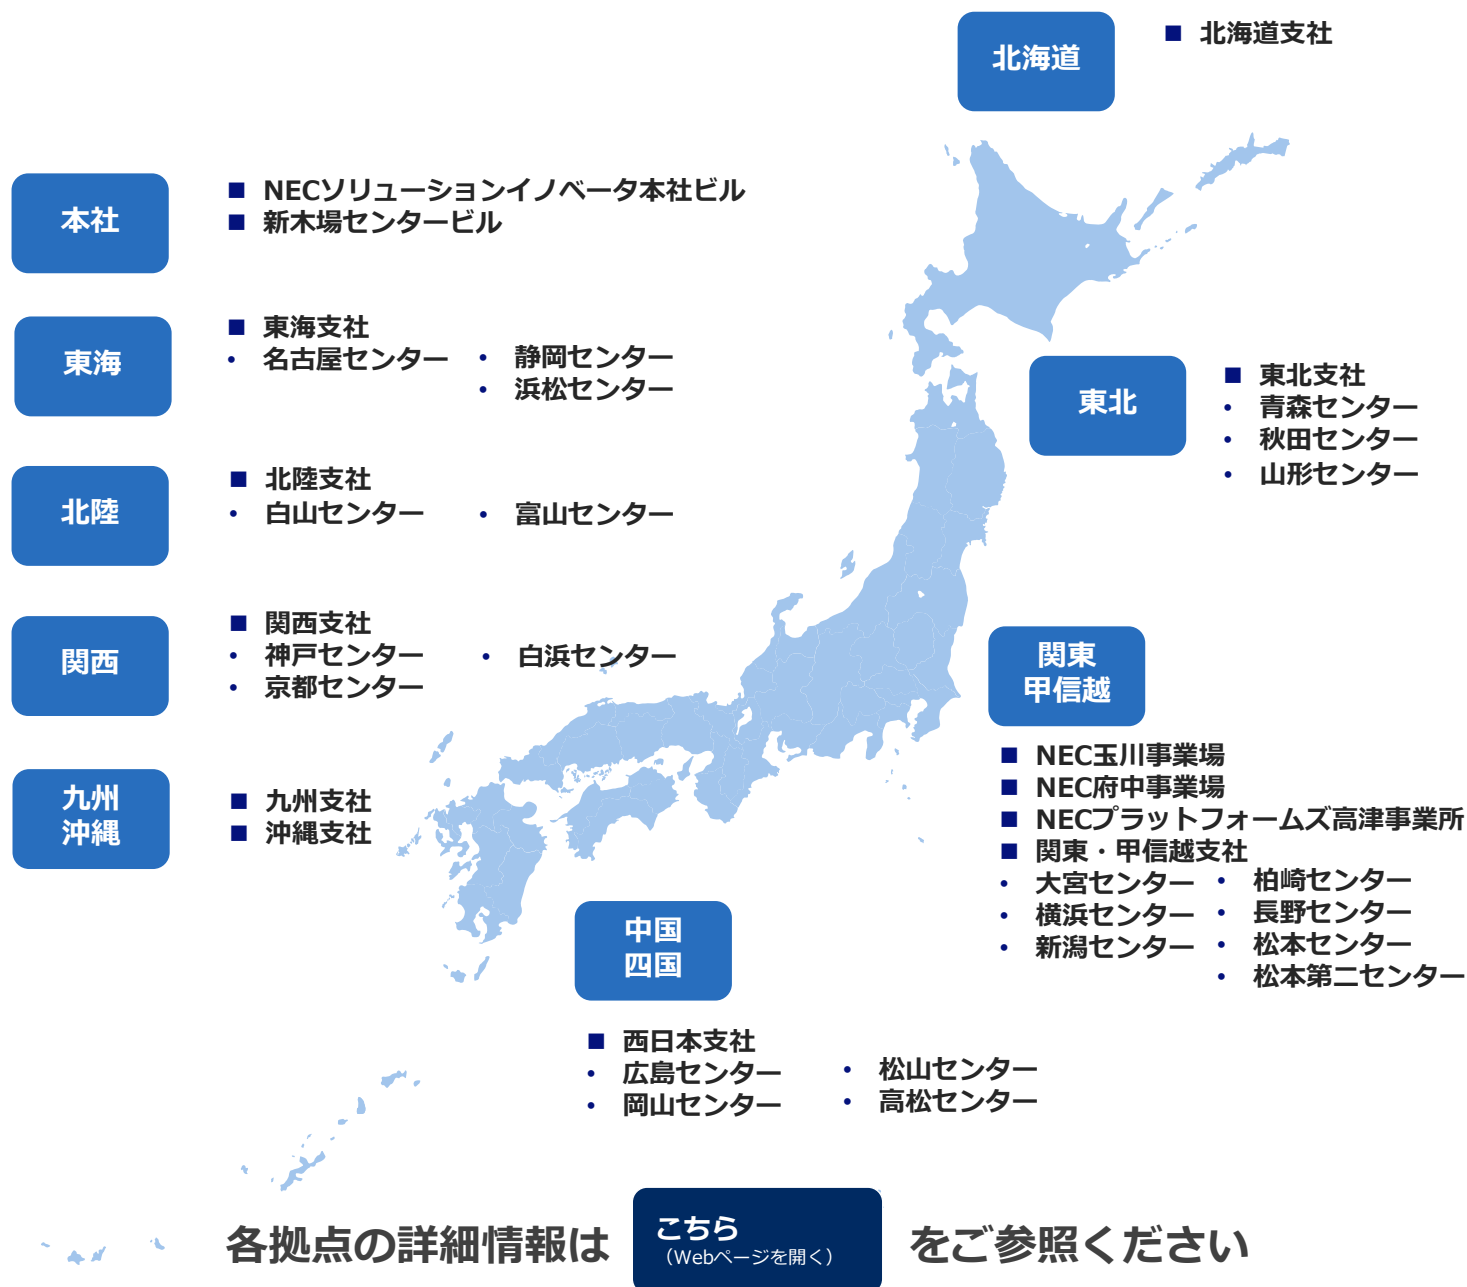 北海道
■ 北海道支社
本社
■ NECソリューションイノベータ本社ビル
■ 新木場センタービル
東海
■ 東海支社
• 名古屋センター
• 静岡センター
• 浜松センター
東北
■ 東北支社
• 青森センター
• 秋田センター
• 山形センター
北陸
■ 北陸支社
• 白山センター
• 富山センター
関西
■ 関西支社
• 神戸センター
• 京都センター
• 白浜センター
関東
甲信越
■ NEC玉川事業場
■ NEC府中事業場
■ NECプラットフォームズ高津事業所
■ 関東・甲信越支社
• 大宮センター
• 横浜センター
• 新潟センター
• 柏崎センター
• 長野センター
• 松本センター
• 松本第二センター
九州
沖縄
■ 九州支社
■ 沖縄支社
中国
四国
■ 西日本支社
• 広島センター
• 岡山センター
• 松山センター
• 高松センター
各拠点の詳細情報は
こちら
（Webページを開く）
をご参照ください